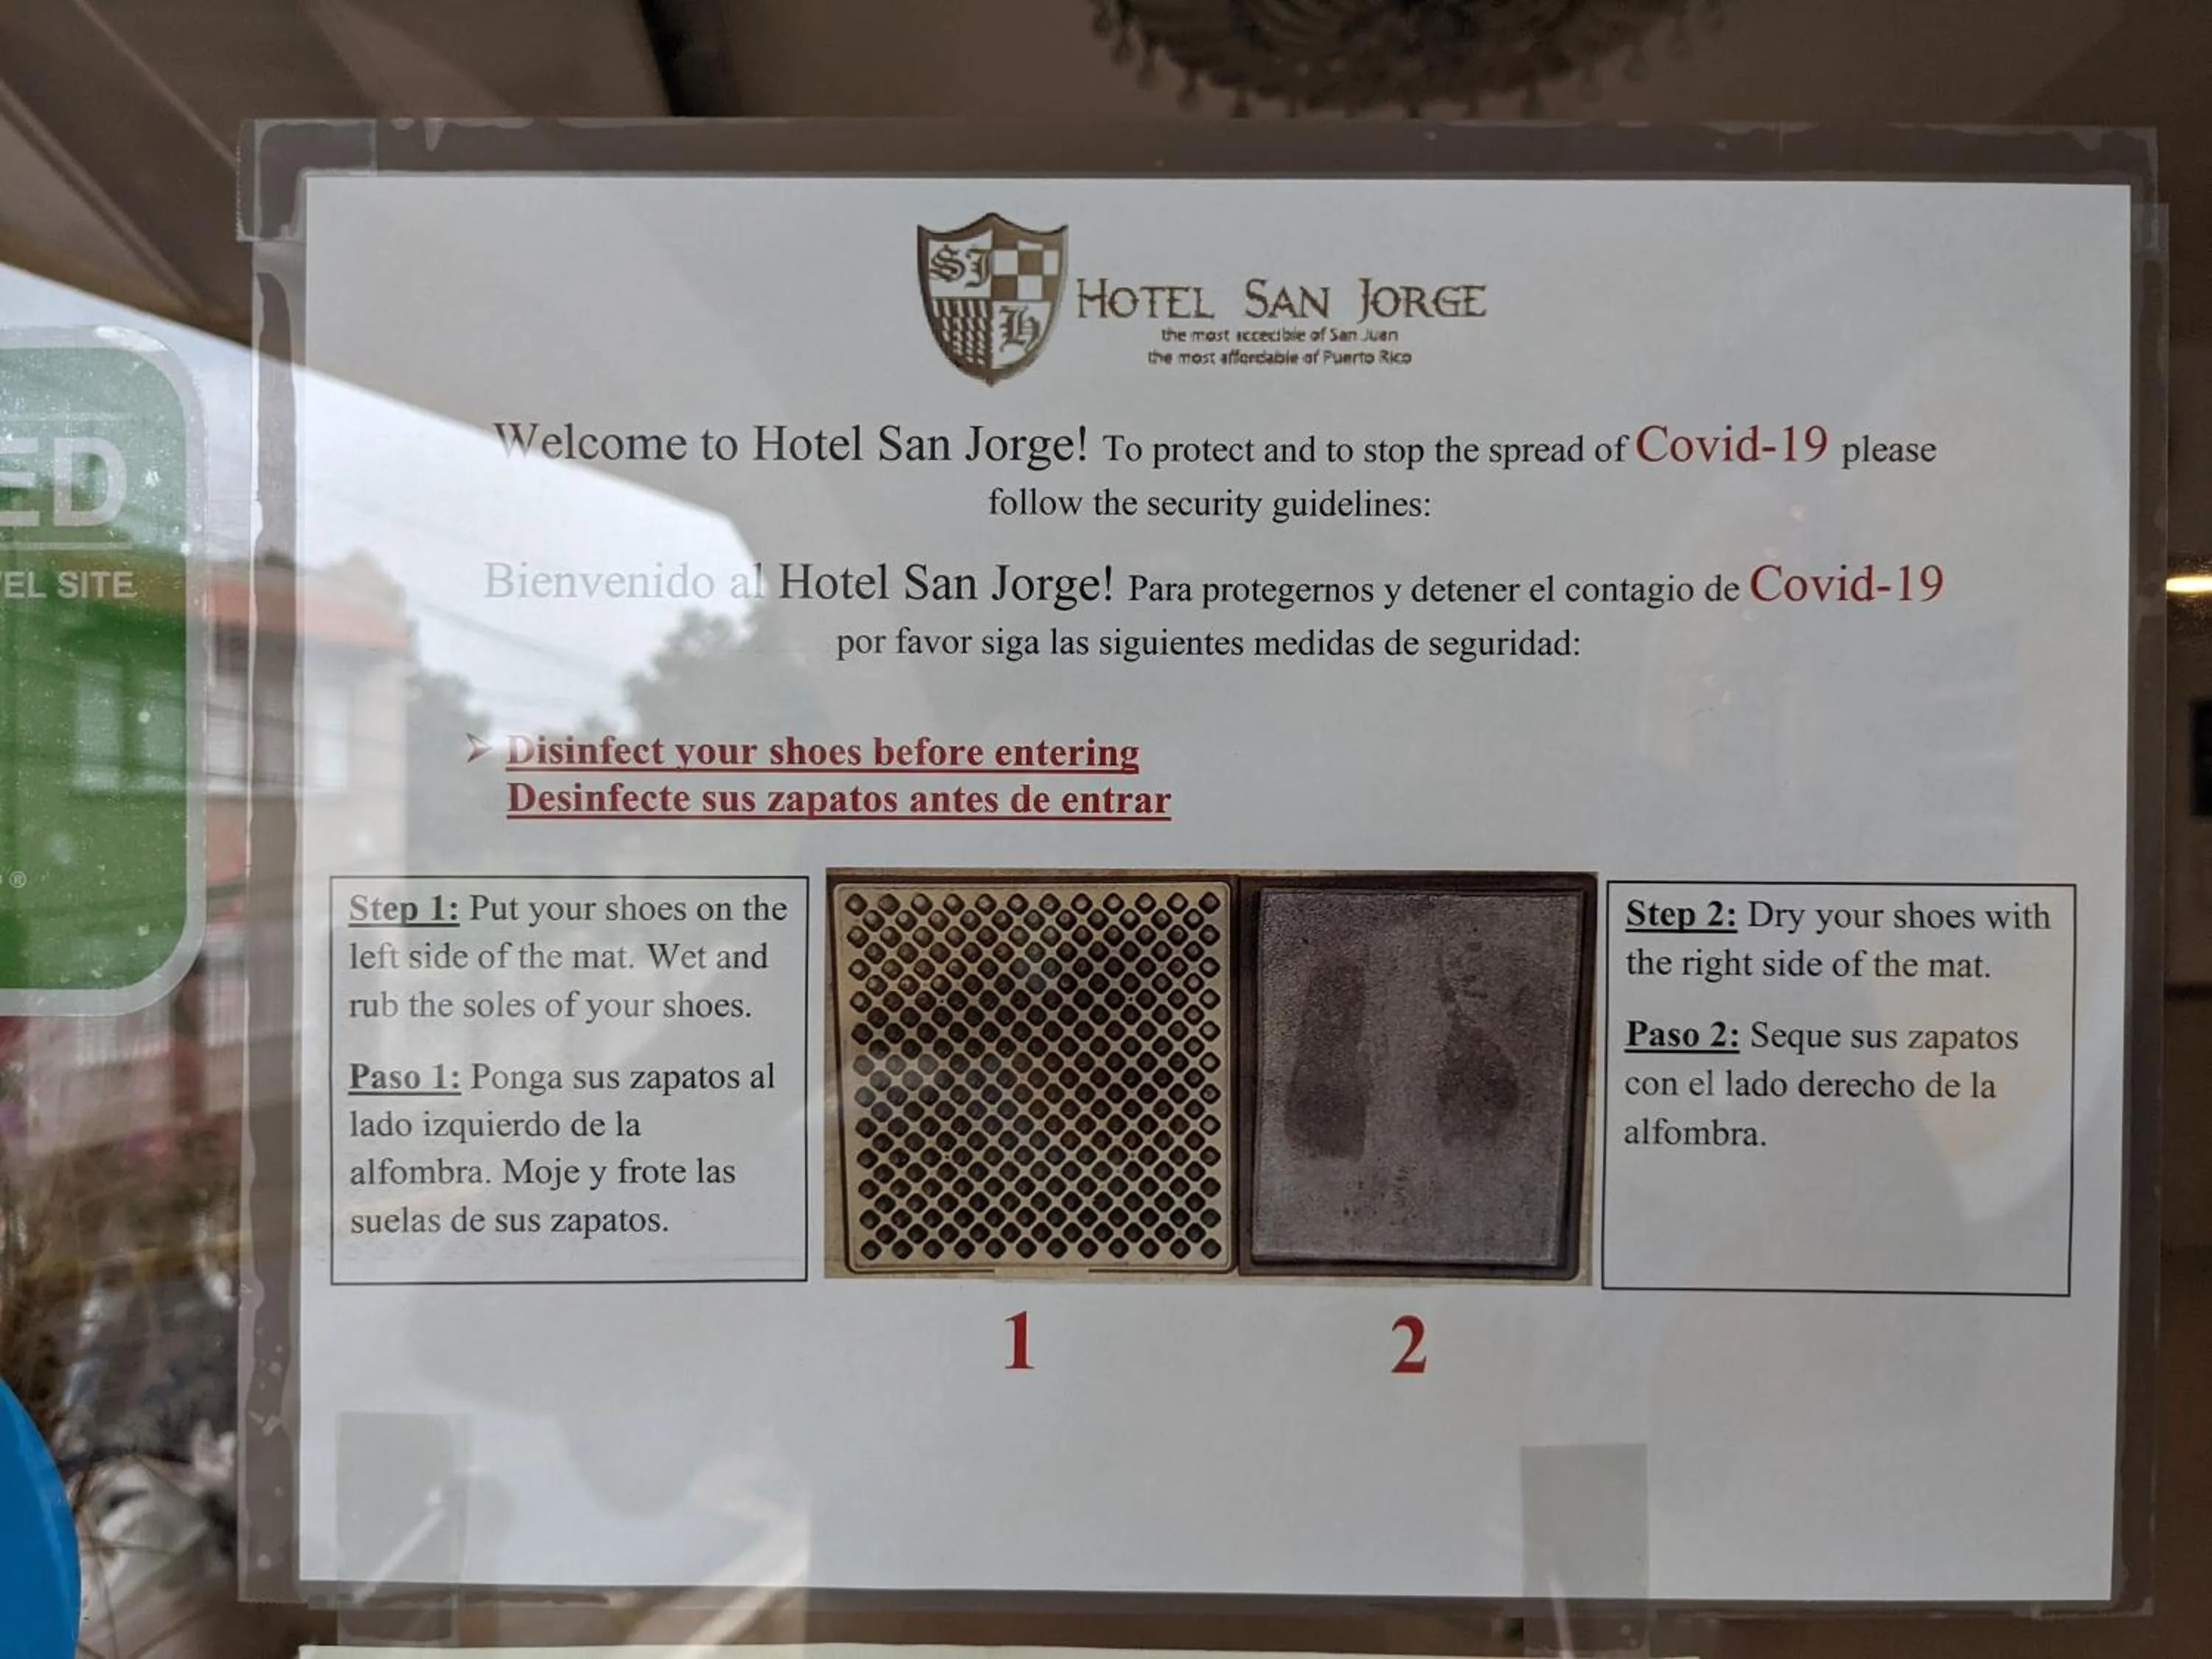 SJ
H
HOTEL SAN JORGE
the most accecible of San Juan
the most affordable of Puerto Rico
Welcome to Hotel San Jorge! To protect and to stop the spread of Covid-19 please
follow the security guidelines:
Bienvenido al Hotel San Jorge! Para protegernos y detener el contagio de Covid-19
por favor siga las siguientes medidas de seguridad:
➢ Disinfect your shoes before entering
Desinfecte sus zapatos antes de entrar
Step 1: Put your shoes on the
left side of the mat. Wet and
rub the soles of your shoes.
Paso 1: Ponga sus zapatos al
lado izquierdo de la
alfombra. Moje y frote las
suelas de sus zapatos.
Step 2: Dry your shoes with
the right side of the mat.
Paso 2: Seque sus zapatos
con el lado derecho de la
alfombra.
1
2
ED
EL SITE
®